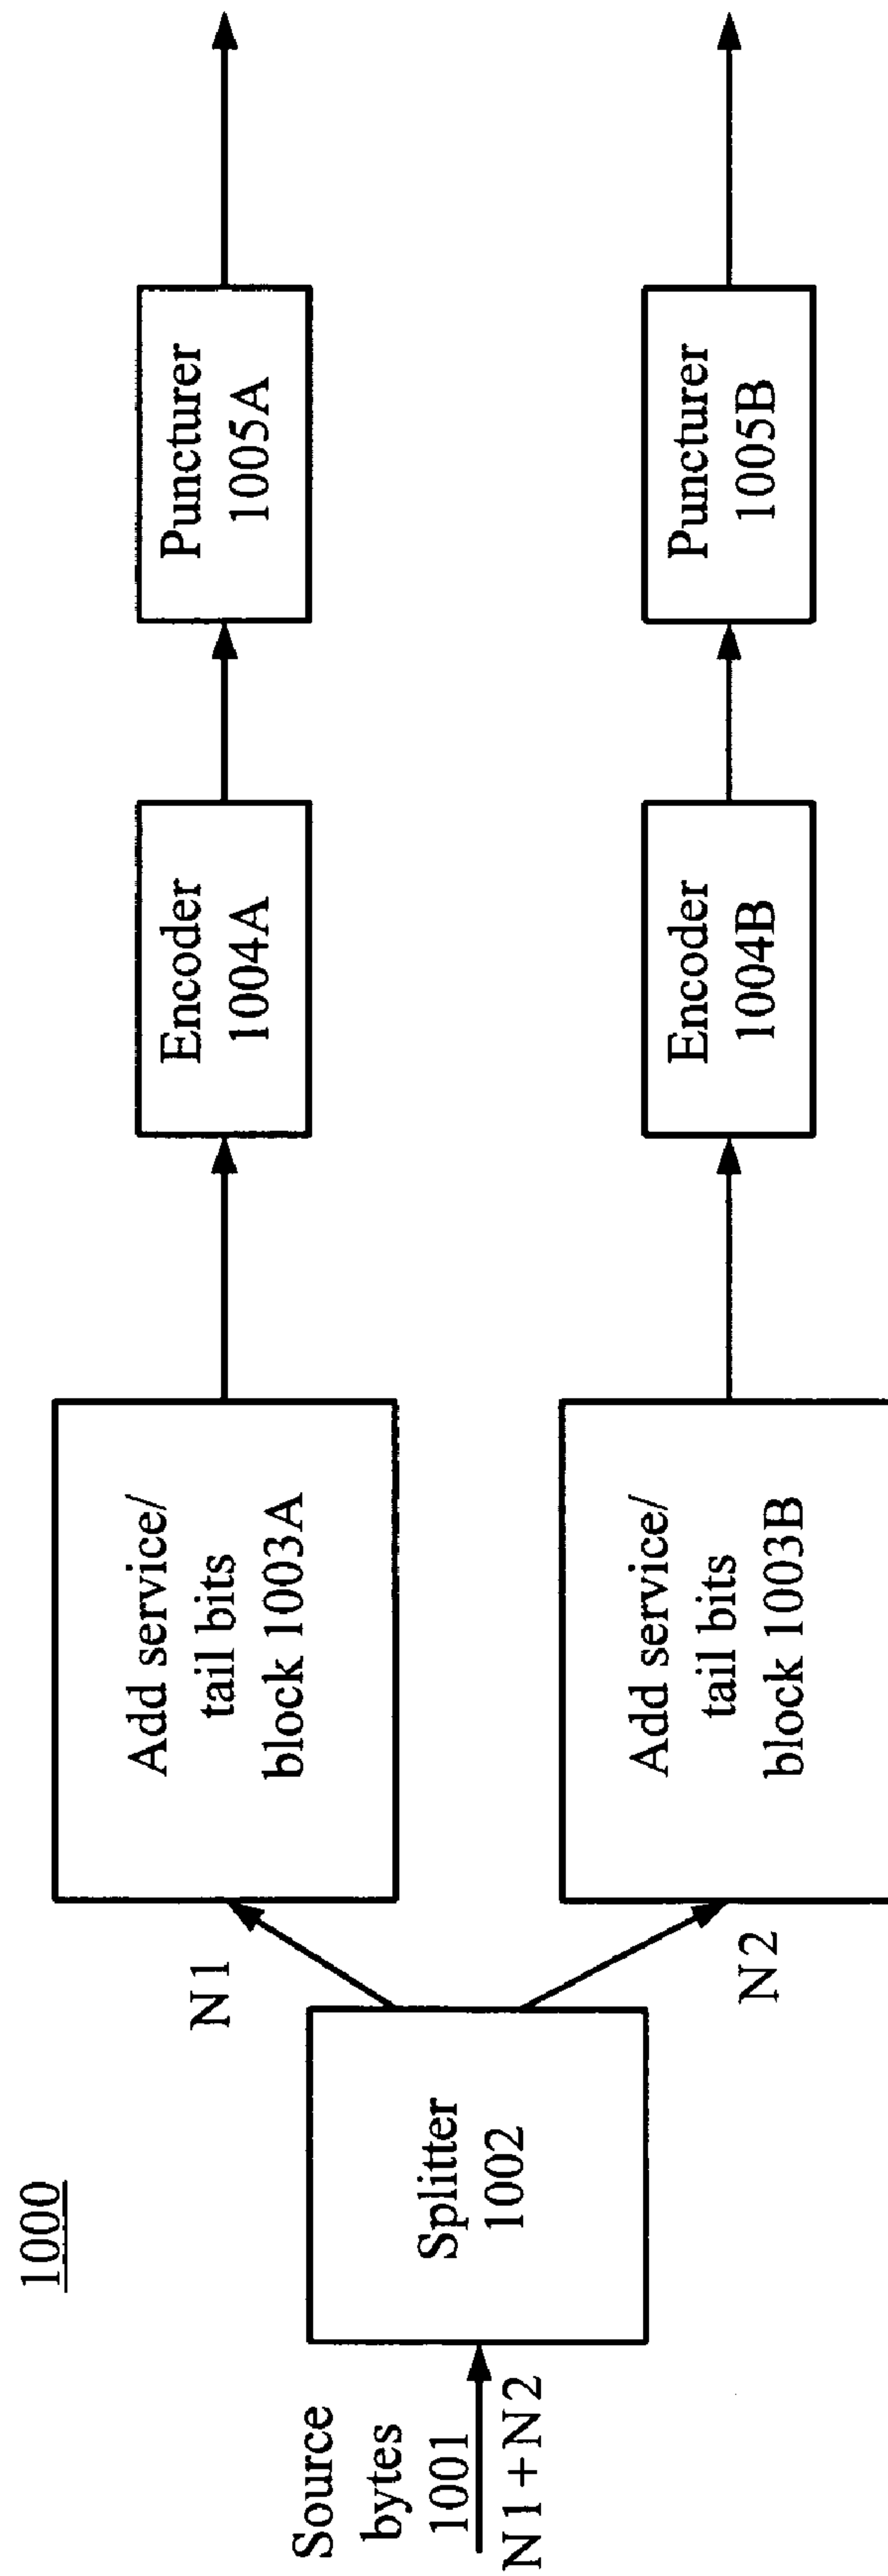 1000
Source
bytes
1001
N1+N2
Splitter
1002
N1
N2
Add service/
tail bits
block 1003A
Encoder
1004A
Puncturer
1005A
Add service/
tail bits
block 1003B
Encoder
1004B
Puncturer
1005B